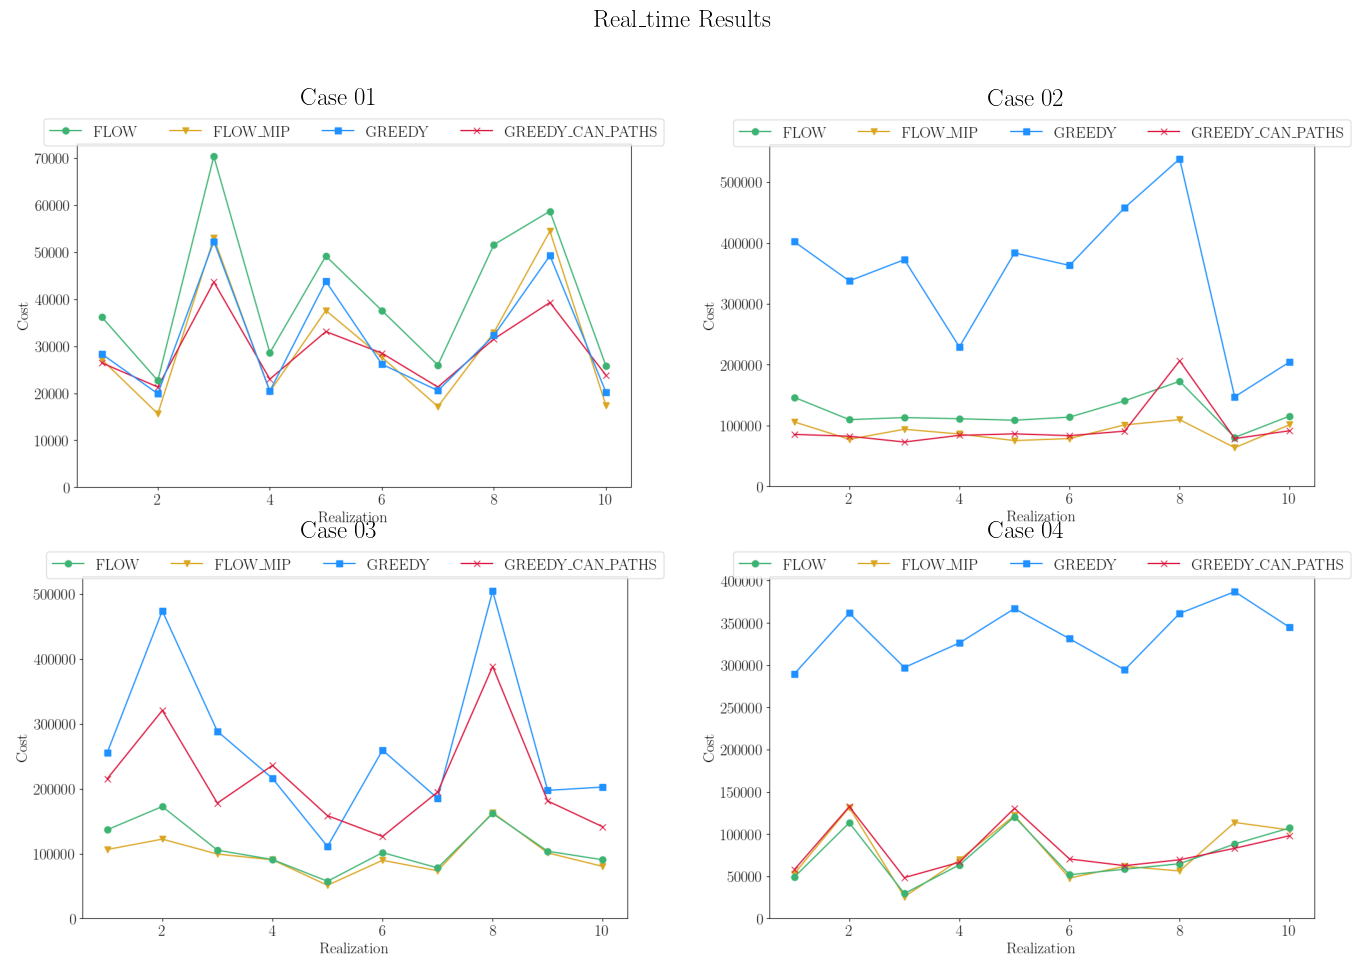 Real_time Results
Case 01
FLOW FLOW_MIP GREEDY GREEDY_CAN_PATHS
70000
60000
50000
40000
30000
20000
10000
0
Cost
2 4 6 8 10
Realization
Case 02
FLOW FLOW_MIP GREEDY GREEDY_CAN_PATHS
500000
400000
300000
200000
100000
0
Cost
2 4 6 8 10
Realization
Case 03
FLOW FLOW_MIP GREEDY GREEDY_CAN_PATHS
500000
400000
300000
200000
100000
0
Cost
2 4 6 8 10
Realization
Case 04
FLOW FLOW_MIP GREEDY GREEDY_CAN_PATHS
400000
350000
300000
250000
200000
150000
100000
50000
0
Cost
2 4 6 8 10
Realization